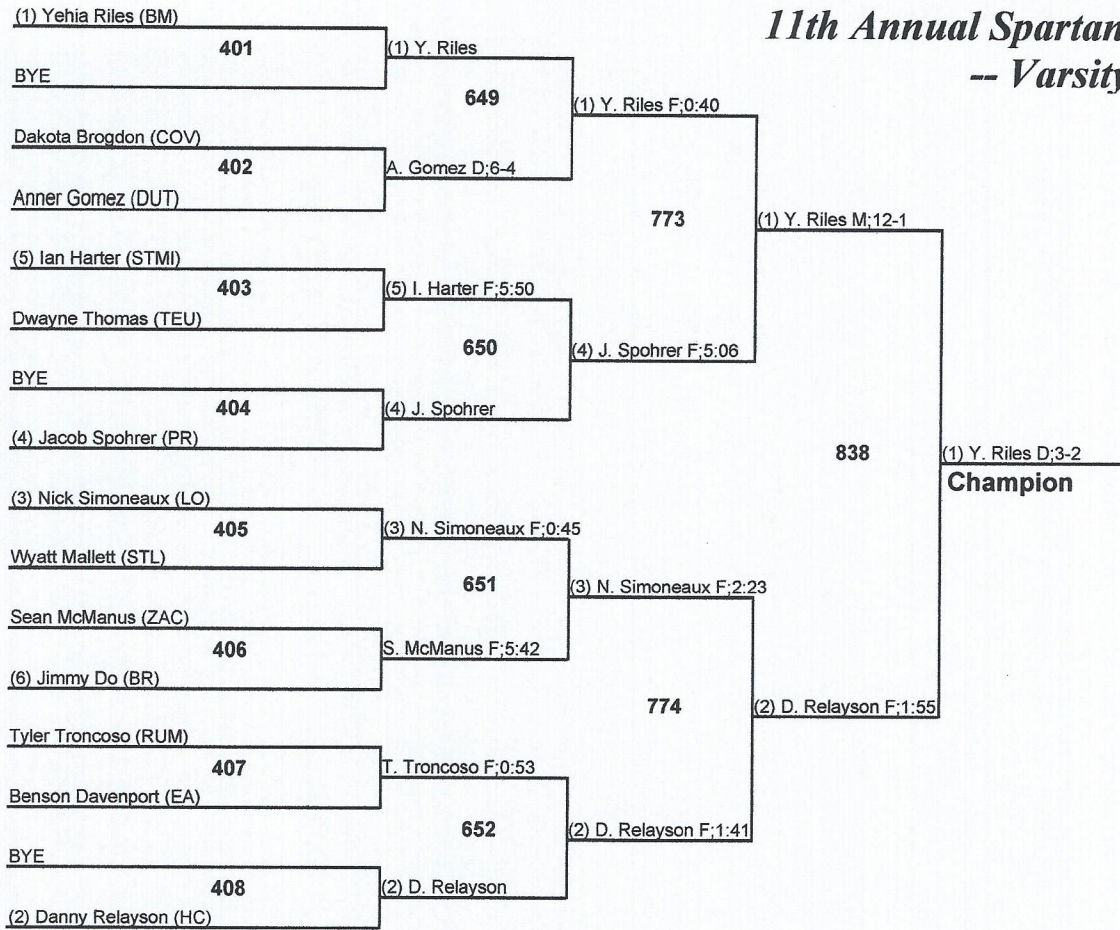 11th Annual Spartan
-- Varsity
(1) Yehia Riles (BM)
401
BYE
(1) Y. Riles
649
Dakota Brogdon (COV)
402
Anner Gomez (DUT)
A. Gomez D;6-4
(1) Y. Riles F;0:40
773
(5) Ian Harter (STMI)
403
Dwayne Thomas (TEU)
(5) I. Harter F;5:50
650
BYE
404
(4) Jacob Spohrer (PR)
(4) J. Spohrer
(4) J. Spohrer F;5:06
(1) Y. Riles M;12-1
838
(3) Nick Simoneaux (LO)
405
Wyatt Mallett (STL)
(3) N. Simoneaux F;0:45
651
Sean McManus (ZAC)
406
(6) Jimmy Do (BR)
S. McManus F;5:42
(3) N. Simoneaux F;2:23
774
Tyler Troncoso (RUM)
407
Benson Davenport (EA)
T. Troncoso F;0:53
652
BYE
408
(2) Danny Relayson (HC)
(2) D. Relayson
(2) D. Relayson F;1:41
(2) D. Relayson F;1:55
(1) Y. Riles D;3-2
Champion